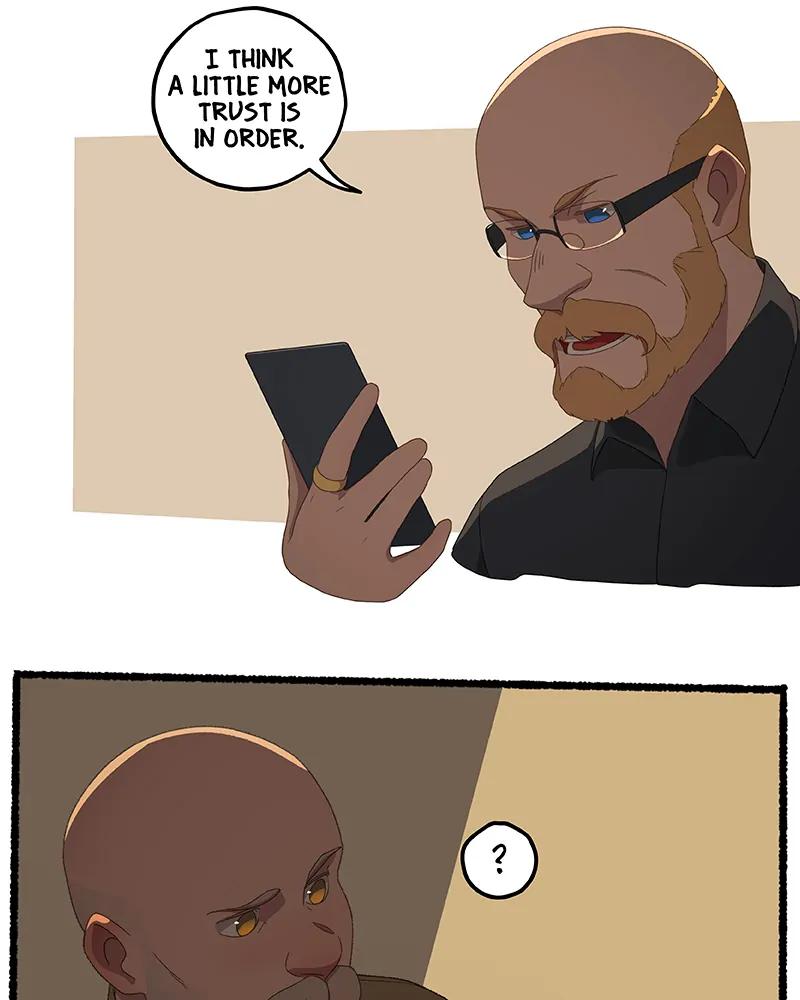 I THINK
A LITTLE MORE
TRUST IS
IN ORDER.
?